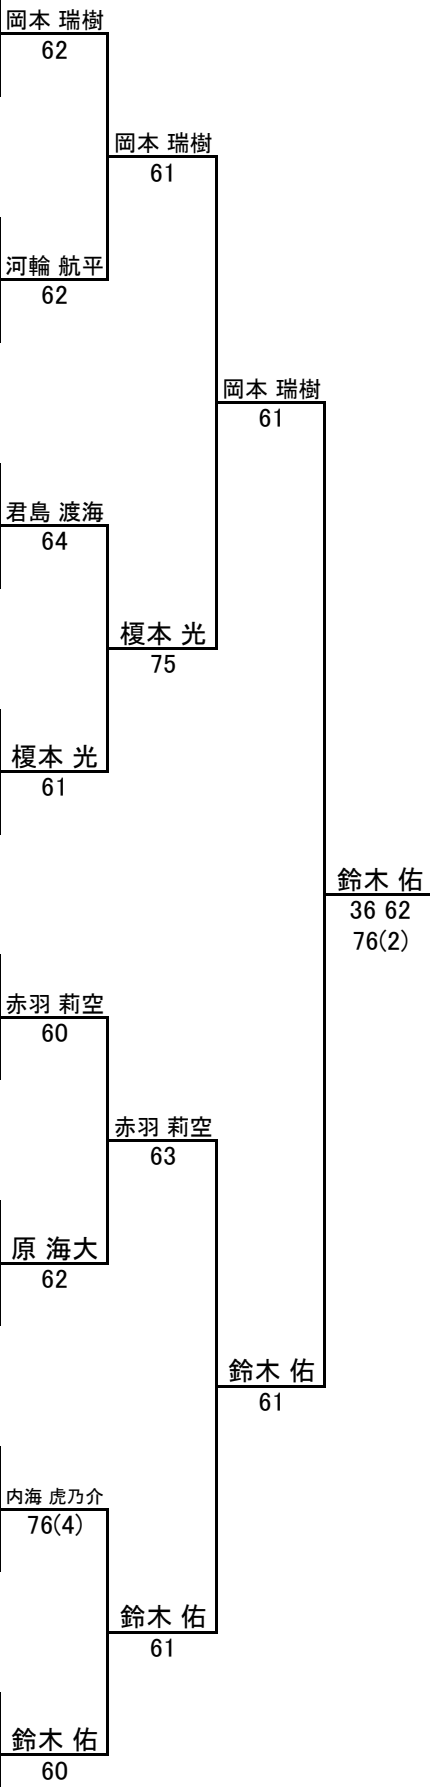 岡本 瑞樹
62
岡本 瑞樹
61
河輪 航平
62
岡本 瑞樹
61
君島 渡海
64
榎本 光
75
榎本 光
61
鈴木 佑
36 62
76(2)
赤羽 莉空
60
赤羽 莉空
63
原 海大
62
鈴木 佑
61
内海 虎乃介
76(4)
鈴木 佑
61
鈴木 佑
60